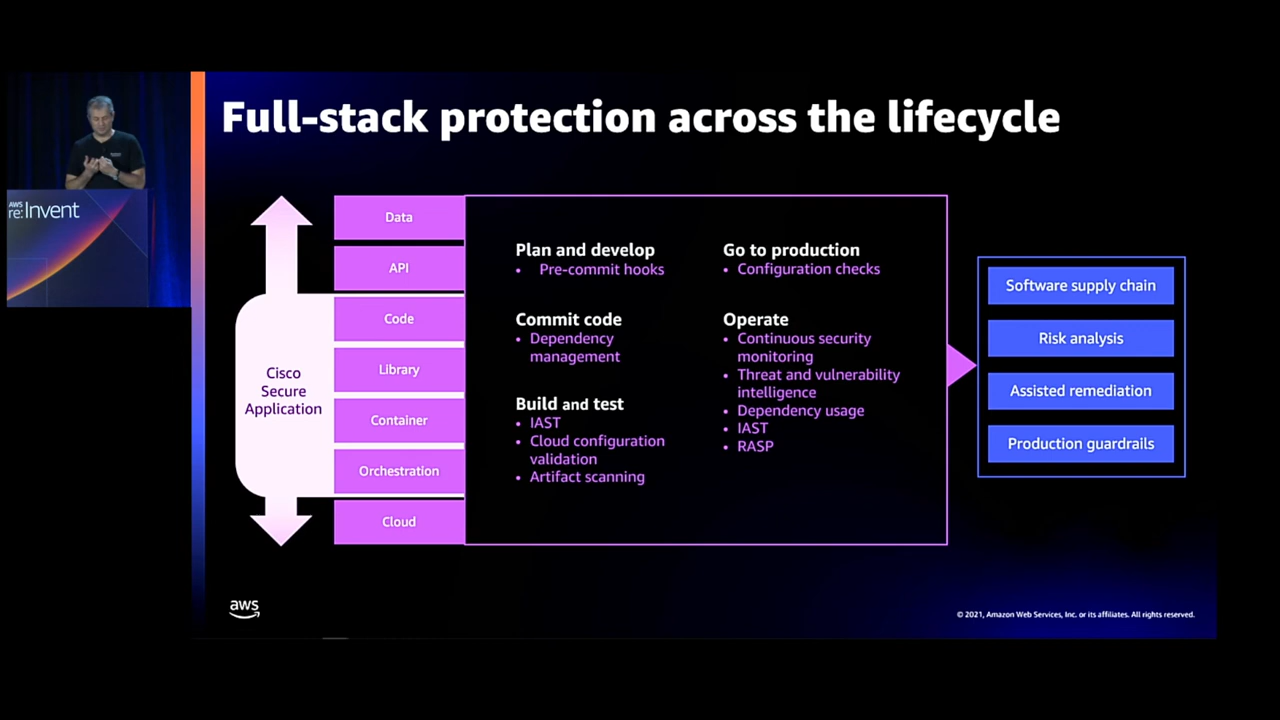 Full-stack protection across the lifecycle
AWS
re:Invent
Cisco
Secure
Application
Data
API
Code
Library
Container
Orchestration
Cloud
Plan and develop
• Pre-commit hooks
Commit code
• Dependency
management
Build and test
• IAST
• Cloud configuration
validation
• Artifact scanning
Go to production
• Configuration checks
Operate
• Continuous security
monitoring
• Threat and vulnerability
intelligence
• Dependency usage
• IAST
• RASP
Software supply chain
Risk analysis
Assisted remediation
Production guardrails
aws
© 2021, Amazon Web Services, Inc. or its affiliates. All rights reserved.